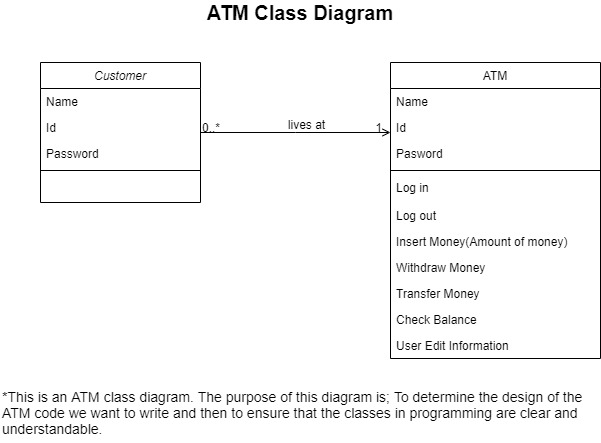 ATM Class Diagram
Customer
Name
Id
Password
0..*
lives at
1
ATM
Name
Id
Pasword
Log in
Log out
Insert Money(Amount of money)
Withdraw Money
Transfer Money
Check Balance
User Edit Information
*This is an ATM class diagram. The purpose of this diagram is; To determine the design of the
ATM code we want to write and then to ensure that the classes in programming are clear and
understandable.